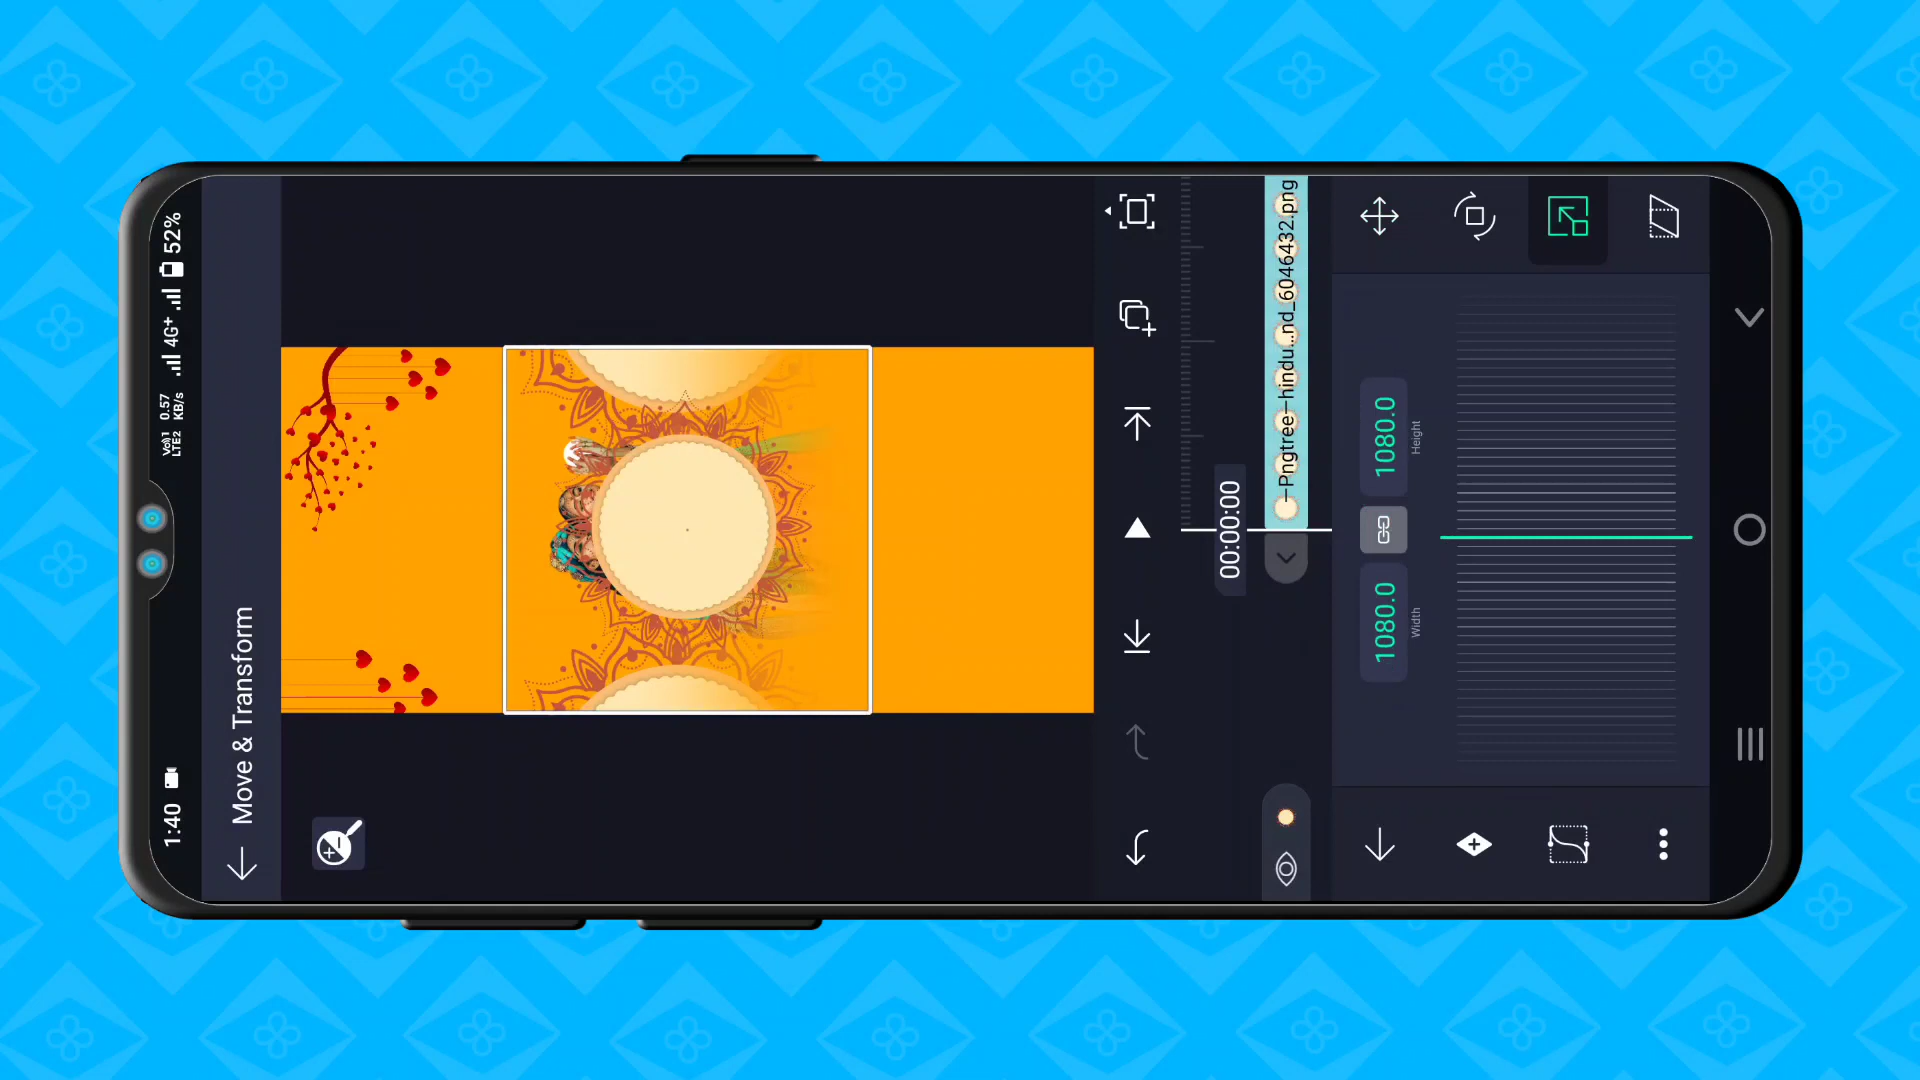 1:40
VoLTE 0.57
LTE2 KB/s
4G+
52%
Move & Transform
00:00:00
Pngtree—hindu...nd_6046432.png
1080.0
Width
1080.0
Height